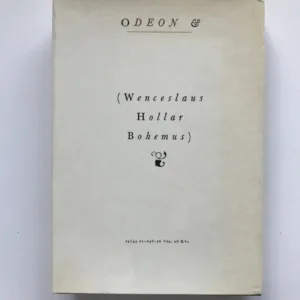 ODEON &
(Wenceslaus
Hollar
Bohemus)